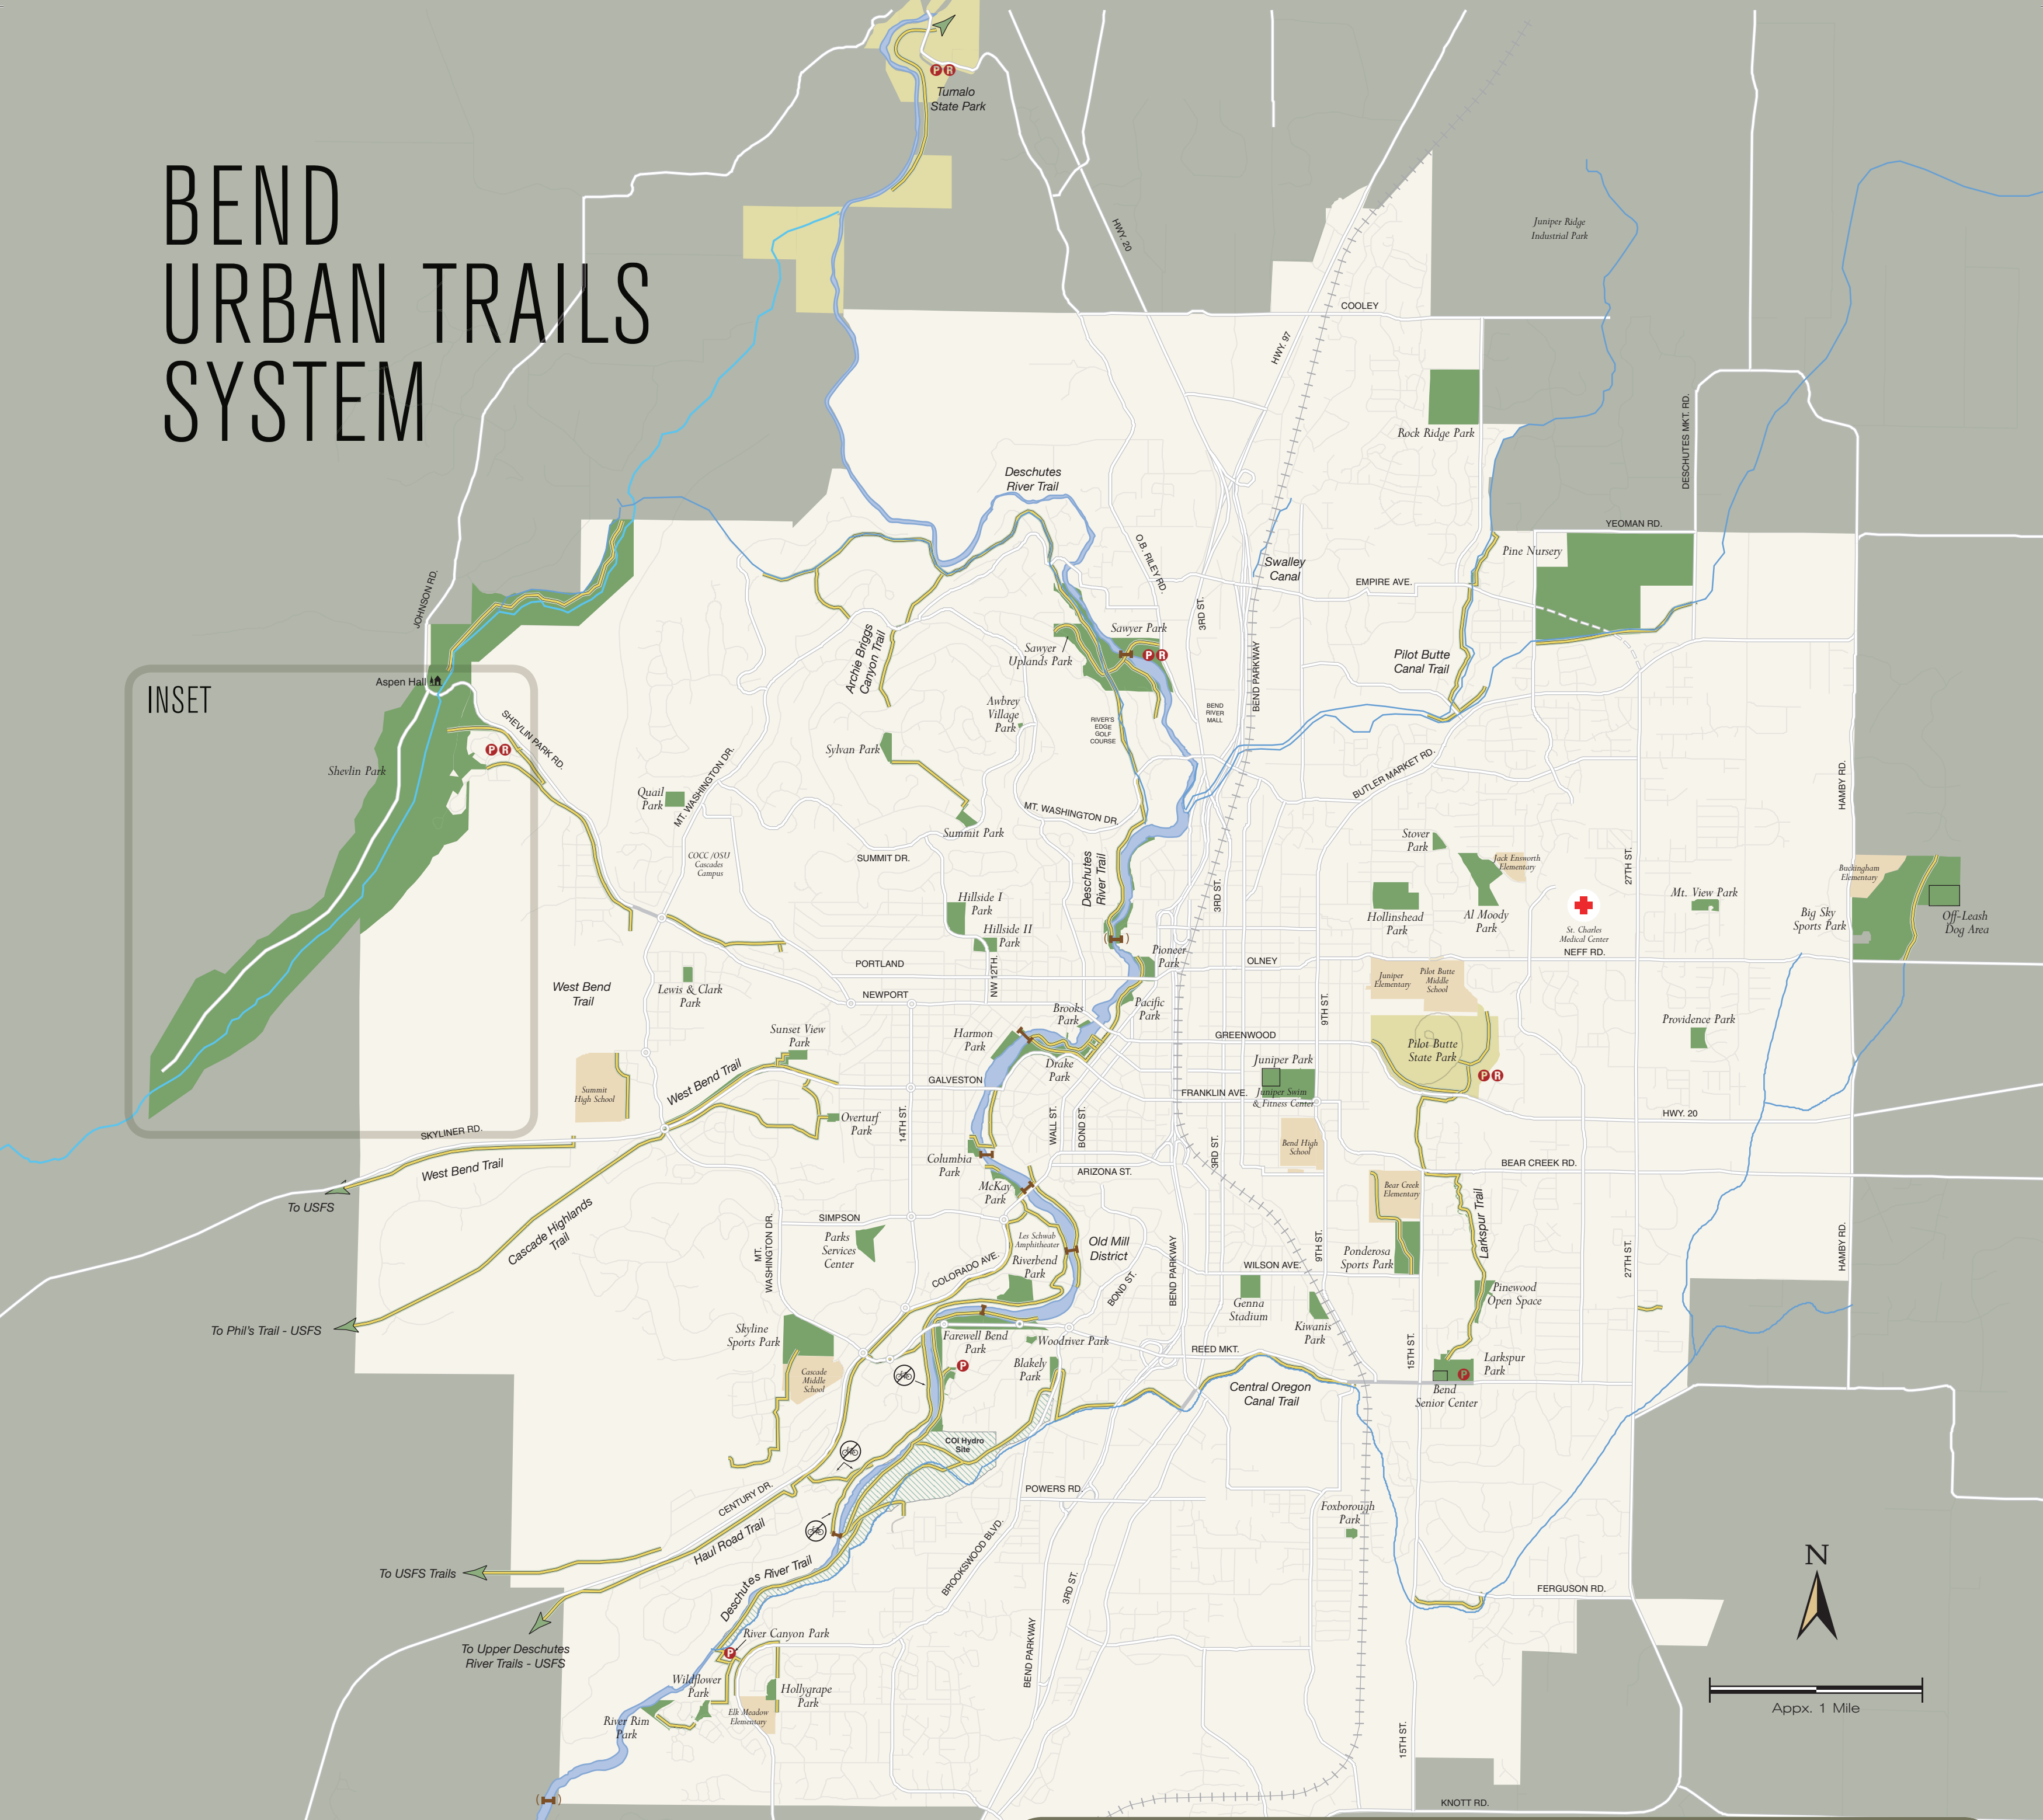 BEND
URBAN TRAILS
SYSTEM
P R
Tumalo
State Park
HWY. 20
Juniper Ridge
Industrial Park
COOLEY
HWY. 97
Rock Ridge Park
DESCHUTES MKT. RD.
Deschutes
River Trail
YEOMAN RD.
Pine Nursery
O.B. RILEY RD.
Swalley
Canal
EMPIRE AVE.
JOHNSON RD.
3RD ST.
Sawyer Park
P R
Sawyer
Uplands Park
Archie Briggs
Canyon Trail
BEND PARKWAY
Pilot Butte
Canal Trail
Aspen Hall
INSET
SHEVLIN PARK RD.
P R
Shevlin Park
Awbrey
Village
Park
RIVER'S
EDGE
GOLF
COURSE
BEND
RIVER
MALL
Sylvan Park
MT. WASHINGTON DR.
BUTLER MARKET RD.
HAMBY RD.
Quail
Park
MT. WASHINGTON DR.
Summit Park
Stover
Park
SUMMIT DR.
COCC /OSU
Cascades
Campus
Deschutes
River Trail
3RD ST.
Jack Ensworth
Elementary
27TH ST.
Buckingham
Elementary
Hillside I
Park
Hollinshead
Park
Al Moody
Park
Mt. View Park
Big Sky
Sports Park
Off-Leash
Dog Area
Hillside II
Park
St. Charles
Medical Center
Pioneer
Park
OLNEY
NEFF RD.
PORTLAND
NW 12TH.
Juniper
Elementary
Pilot Butte
Middle
School
West Bend
Trail
Lewis & Clark
Park
NEWPORT
Brooks
Park
Pacific
Park
9TH ST.
Providence Park
Sunset View
Park
Harmon
Park
GREENWOOD
Pilot Butte
State Park
Drake
Park
Juniper Park
P R
West Bend Trail
GALVESTON
FRANKLIN AVE.
Juniper Swim
& Fitness Center
Summit
High School
Overturf
Park
14TH ST.
WALL ST.
BOND ST.
HWY. 20
SKYLINER RD.
3RD ST.
Bend High
School
West Bend Trail
Columbia
Park
ARIZONA ST.
BEAR CREEK RD.
McKay
Park
Bear Creek
Elementary
To USFS
Cascade Highlands
Trail
SIMPSON
MT.
WASHINGTON DR.
Parks
Services
Center
Les Schwab
Amphitheater
Old Mill
District
BEND PARKWAY
9TH ST.
Larkspur Trail
Ponderosa
Sports Park
27TH ST.
HAMBY RD.
Riverbend
Park
COLORADO AVE.
WILSON AVE.
BOND ST.
Genna
Stadium
Pinewood
Open Space
To Phil's Trail - USFS
Skyline
Sports Park
Kiwanis
Park
Farewell Bend
Park
Woodriver Park
REED MKT.
15TH ST.
P
Blakely
Park
Larkspur
Park
P
Cascade
Middle
School
Central Oregon
Canal Trail
Bend
Senior Center
COI Hydro
Site
CENTURY DR.
POWERS RD.
Foxborough
Park
Haul Road Trail
BROOKSWOOD BLVD.
N
To USFS Trails
Deschutes River Trail
3RD ST.
FERGUSON RD.
To Upper Deschutes
River Trails - USFS
River Canyon Park
P
BEND PARKWAY
Wildflower
Park
Hollygrape
Park
River Rim
Park
Elk Meadow
Elementary
Appx. 1 Mile
15TH ST.
KNOTT RD.